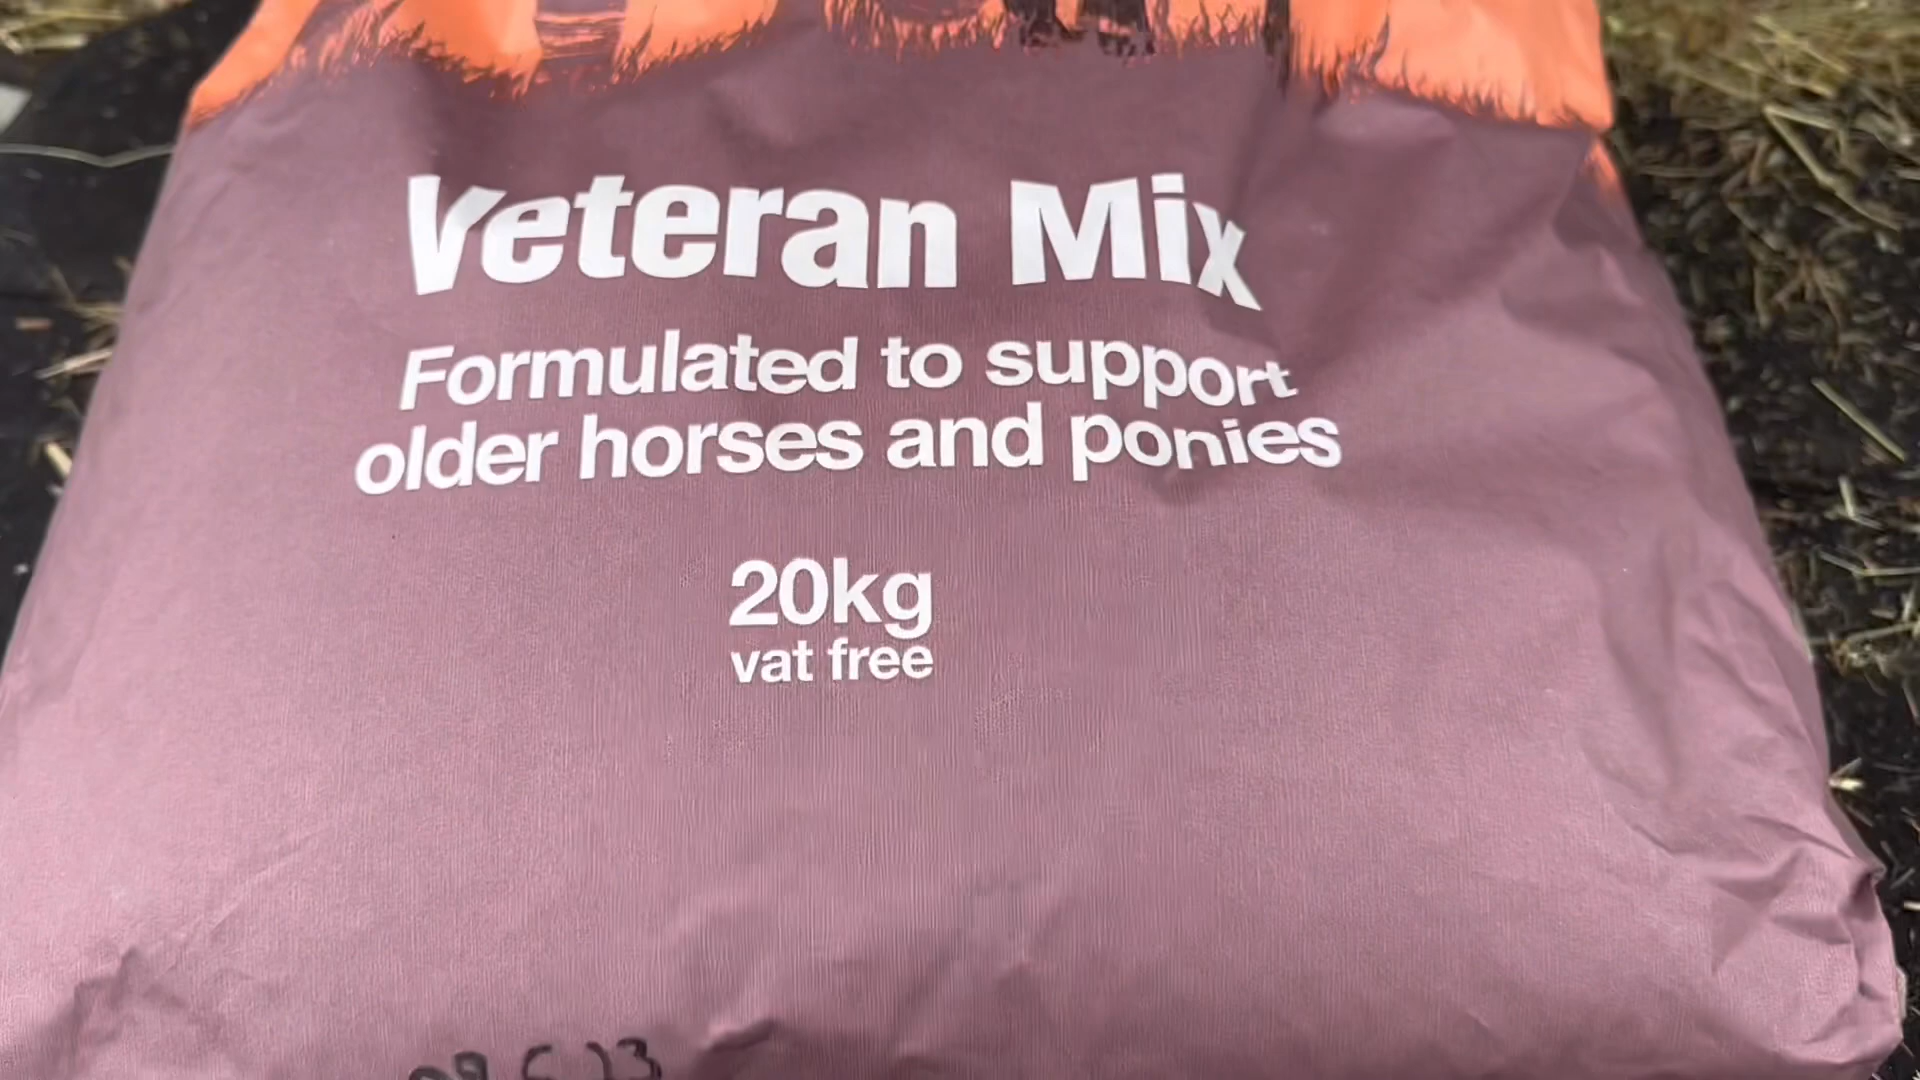 Veteran Mix
Formulated to support
older horses and ponies
20kg
vat free